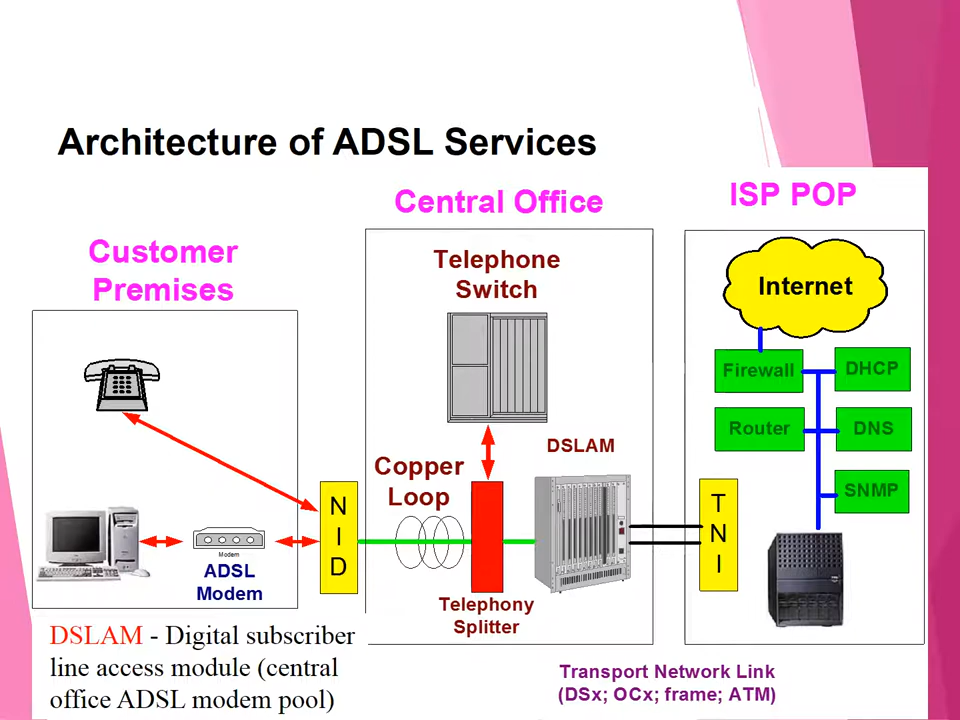 Architecture of ADSL Services
Customer
Premises
Modem
ADSL
Modem
N
I
D
Central Office
Telephone
Switch
Copper
Loop
DSLAM
Telephony
Splitter
ISP POP
Internet
Firewall
DHCP
Router
DNS
SNMP
T
N
I
DSLAM - Digital subscriber
line access module (central
office ADSL modem pool)
Transport Network Link
(DSx; OCx; frame; ATM)